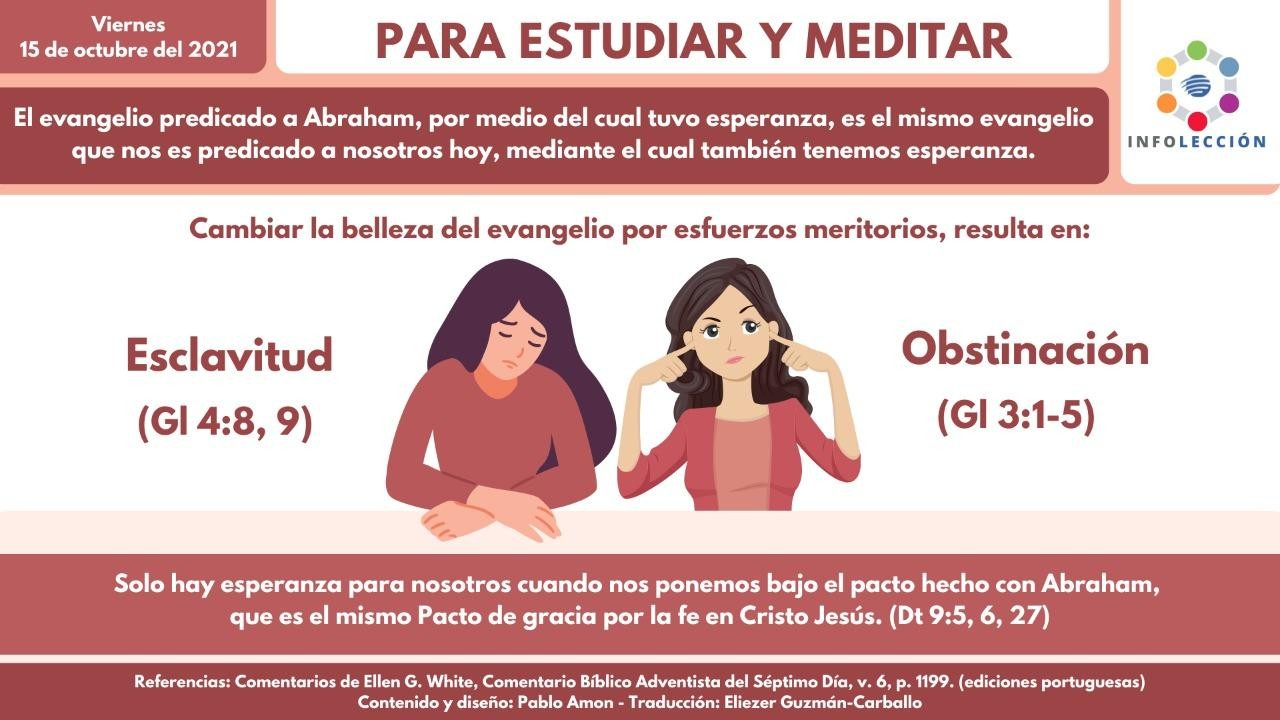 Viernes
15 de octubre del 2021
PARA ESTUDIAR Y MEDITAR
INFOLECCIÓN
El evangelio predicado a Abraham, por medio del cual tuvo esperanza, es el mismo evangelio
que nos es predicado a nosotros hoy, mediante el cual también tenemos esperanza.
Cambiar la belleza del evangelio por esfuerzos meritorios, resulta en:
Esclavitud
(Gl 4:8, 9)
Obstinación
(Gl 3:1-5)
Solo hay esperanza para nosotros cuando nos ponemos bajo el pacto hecho con Abraham,
que es el mismo Pacto de gracia por la fe en Cristo Jesús. (Dt 9:5, 6, 27)
Referencias: Comentarios de Ellen G. White, Comentario Bíblico Adventista del Séptimo Día, v. 6, p. 1199. (ediciones portuguesas)
Contenido y diseño: Pablo Amon - Traducción: Eliezer Guzmán-Carballo